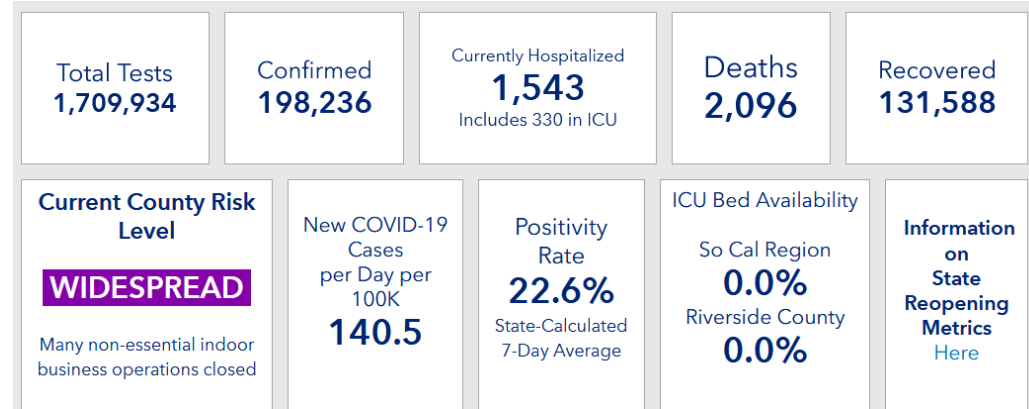 Total Tests
1,709,934
Confirmed
198,236
Currently Hospitalized
1,543
Includes 330 in ICU
Deaths
2,096
Recovered
131,588
Current County Risk
Level
WIDESPREAD
Many non-essential indoor
business operations closed
New COVID-19
Cases
per Day per
100K
140.5
Positivity
Rate
22.6%
State-Calculated
7-Day Average
ICU Bed Availability
So Cal Region
0.0%
Riverside County
0.0%
Information
on
State
Reopening
Metrics
Here